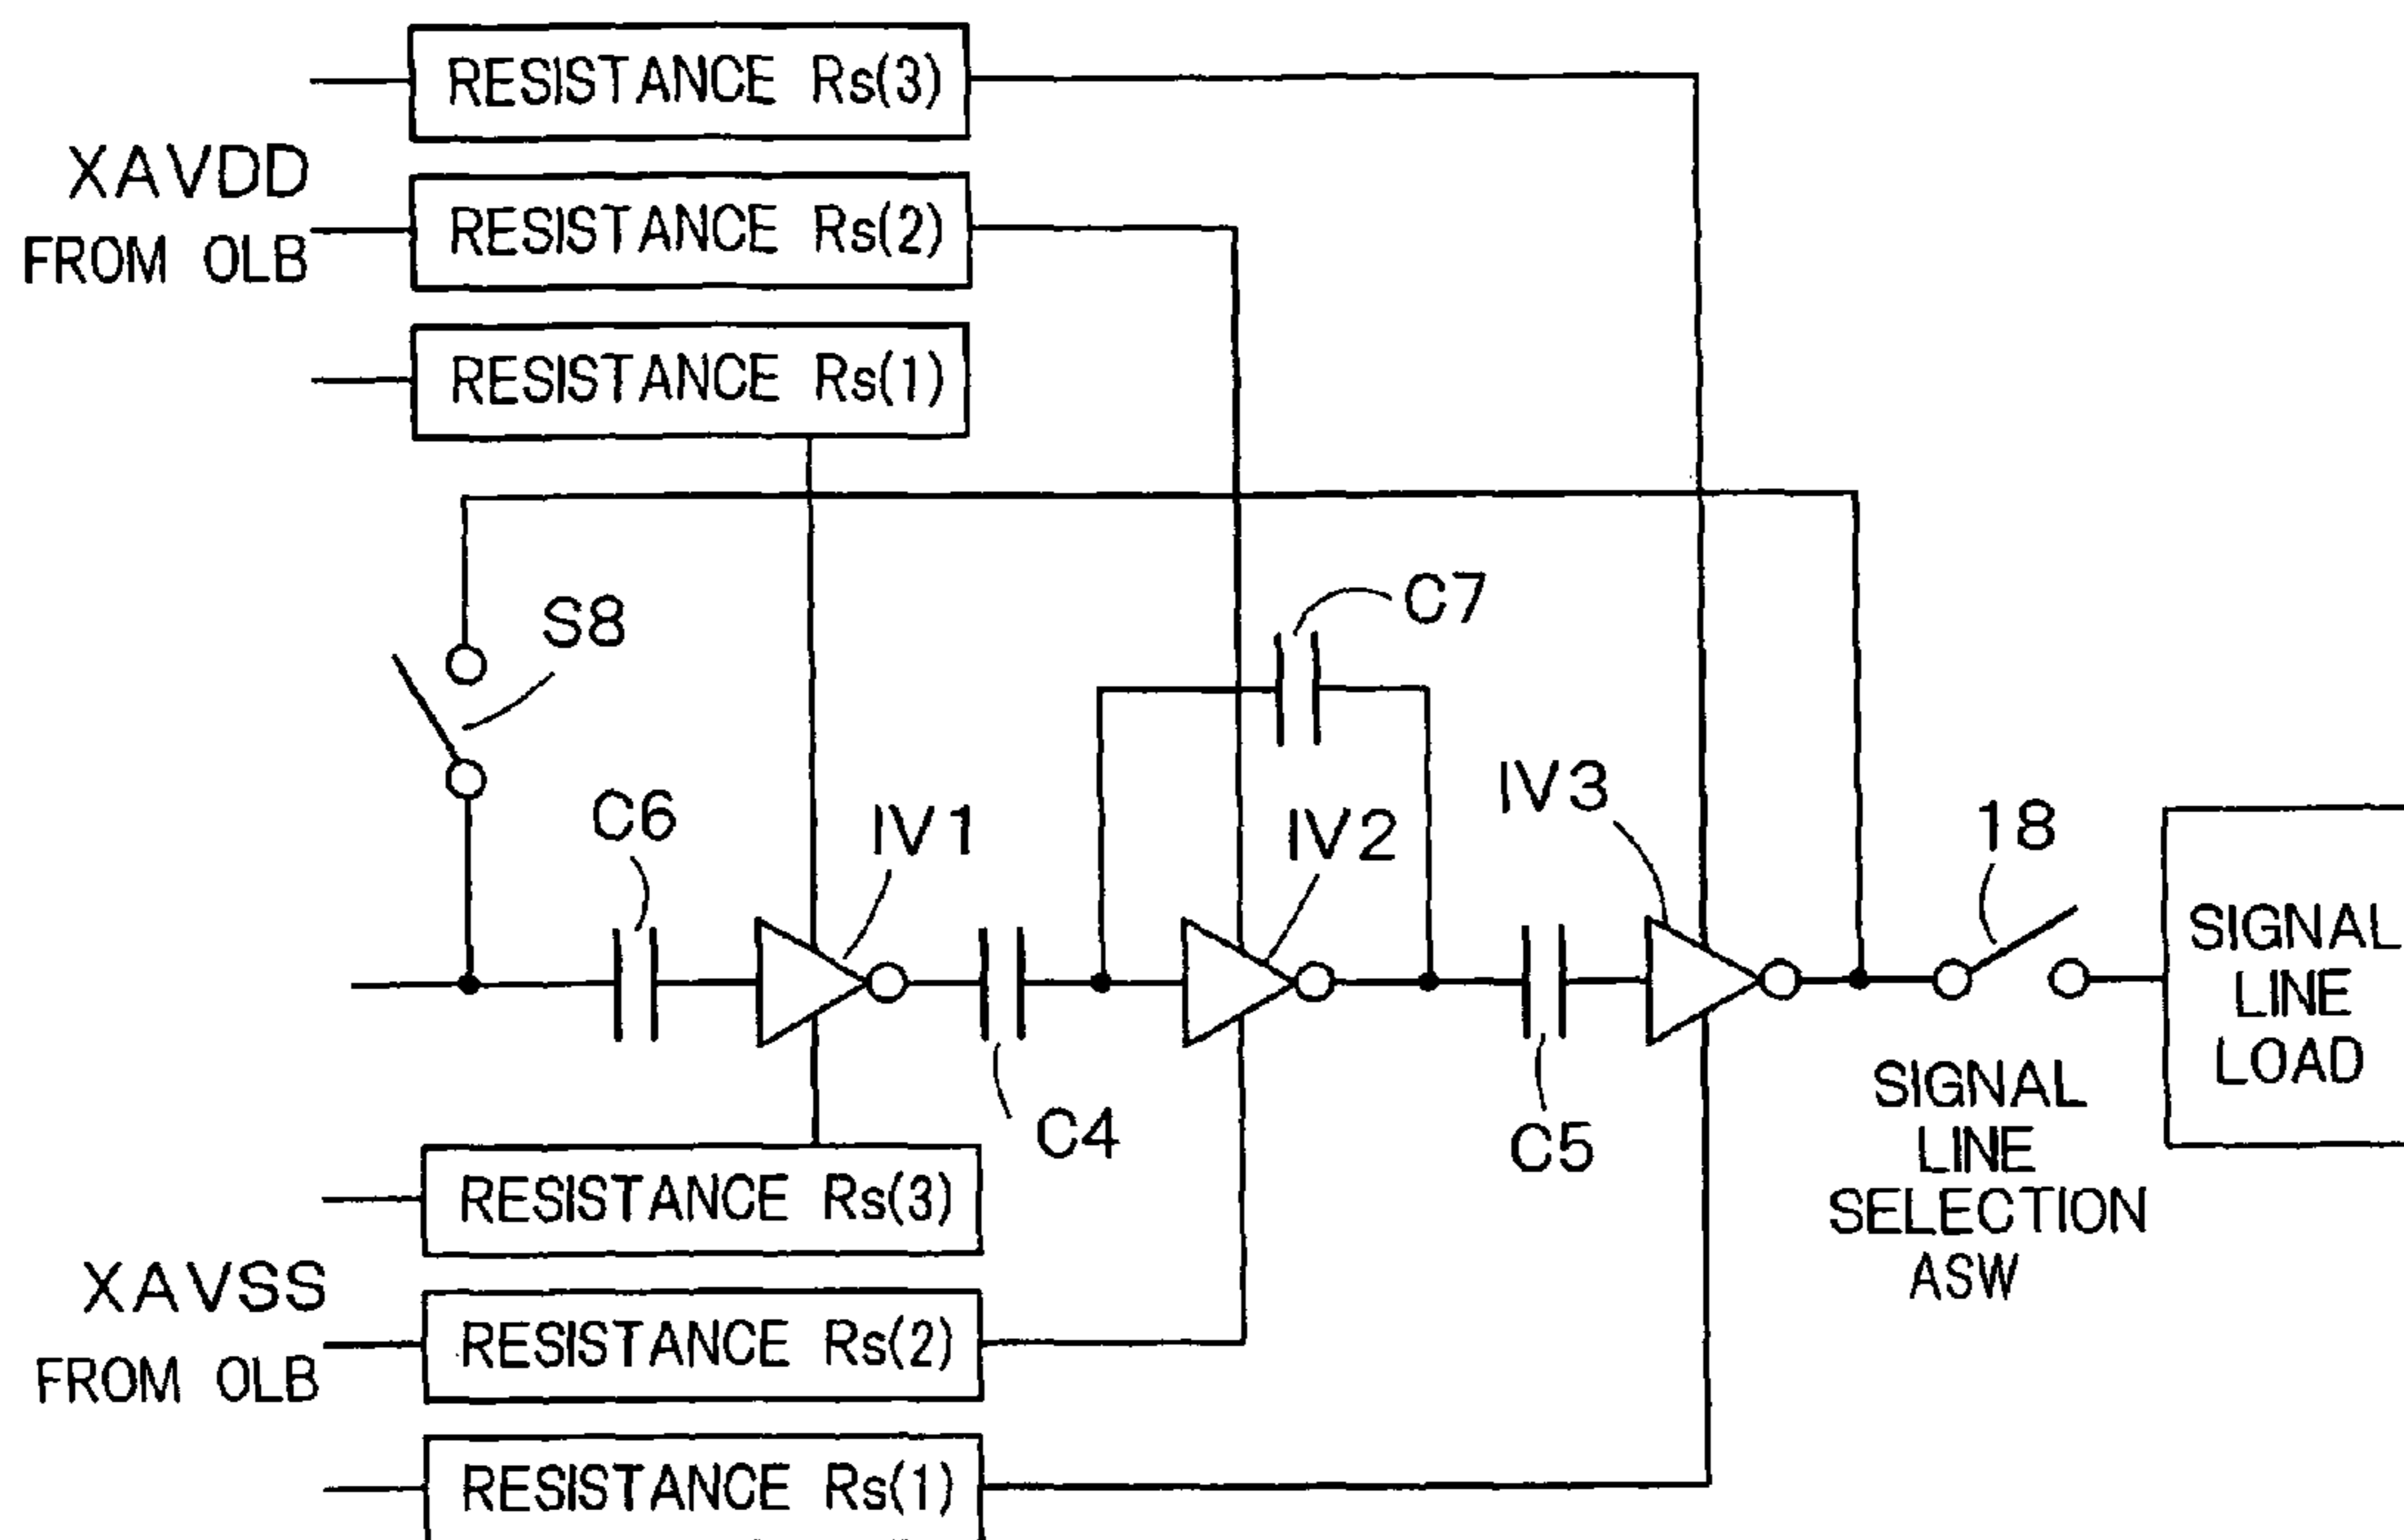 RESISTANCE Rs(3)
XAVDD
FROM OLB
RESISTANCE Rs(2)
RESISTANCE Rs(1)
S8
C7
C6
IV1
IV2
IV3
18
C4
C5
SIGNAL
LINE
LOAD
SIGNAL
LINE
SELECTION
ASW
RESISTANCE Rs(3)
XAVSS
FROM OLB
RESISTANCE Rs(2)
RESISTANCE Rs(1)